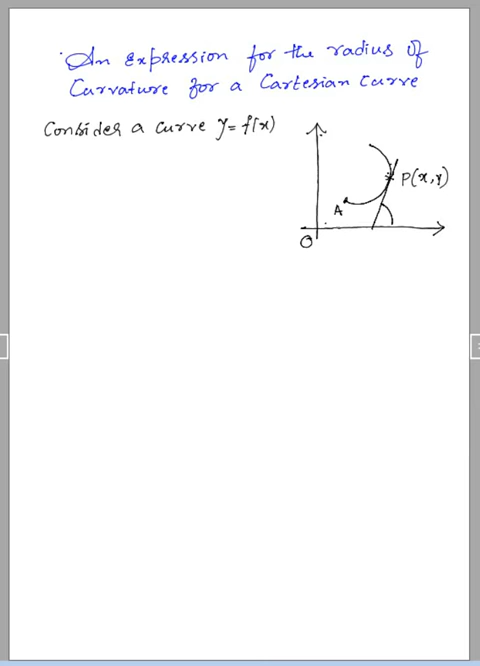 An Expression for the radius of
Curvature for a Cartesian Curve
Consider a curve y = f(x)
P(x,y)
A
O